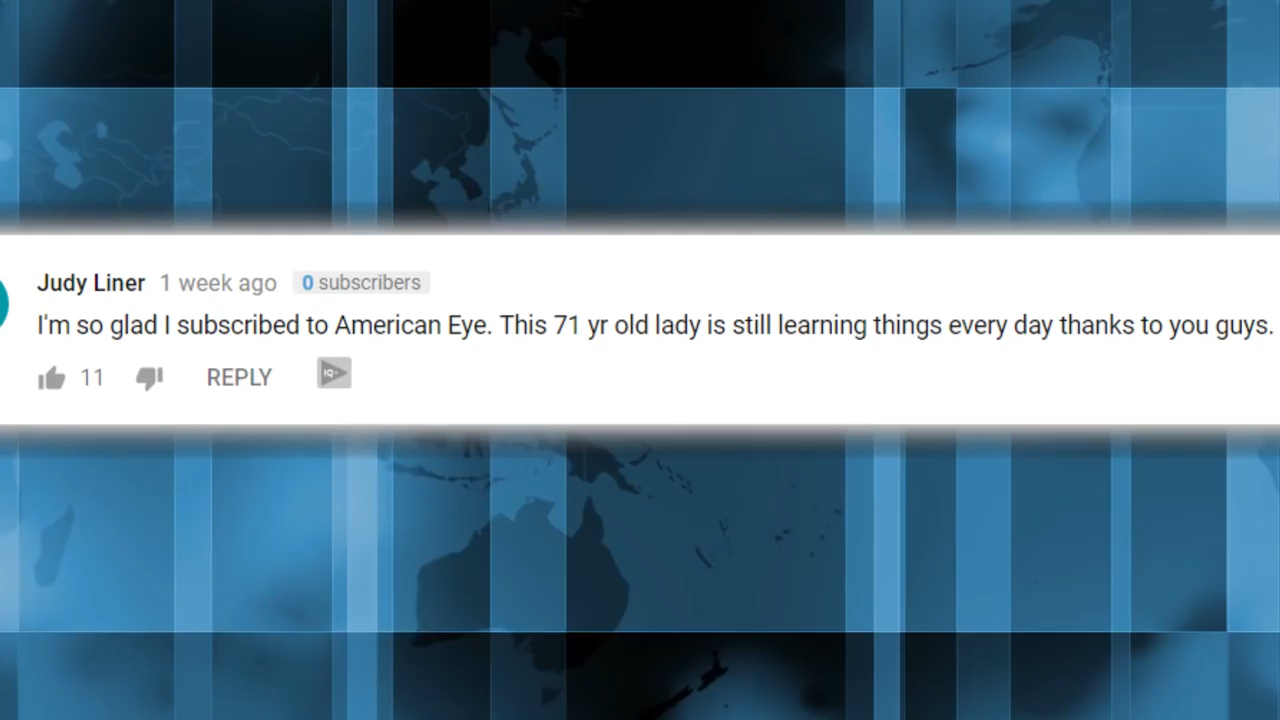 Judy Liner 1 week ago 0 subscribers
I'm so glad I subscribed to American Eye. This 71 yr old lady is still learning things every day thanks to you guys.
11 REPLY IQ